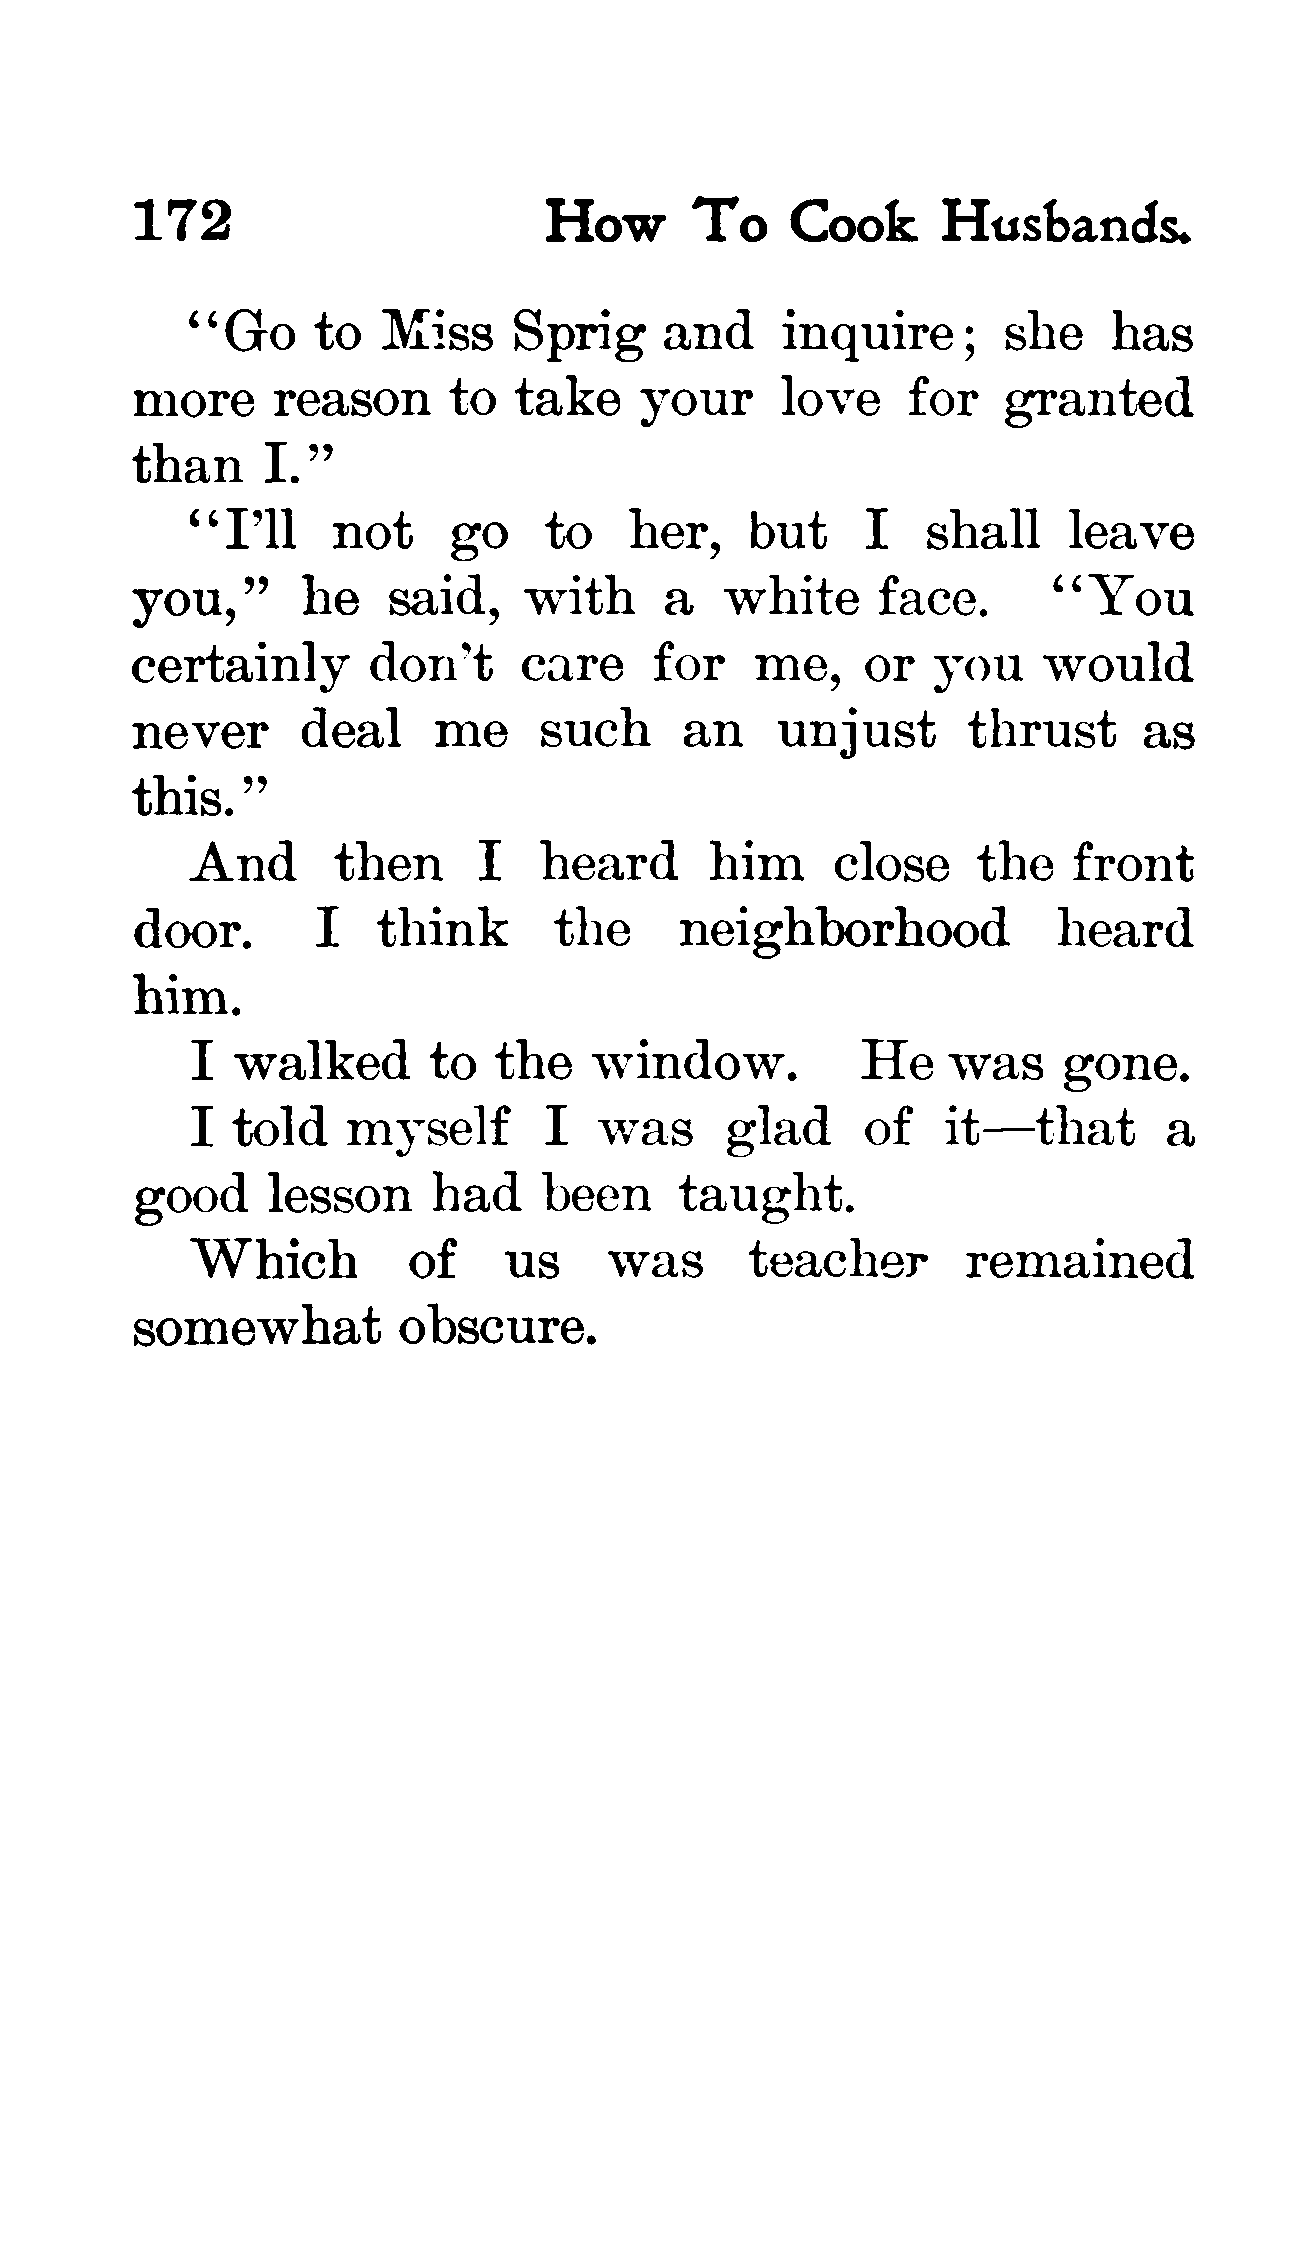 172 How To Cook Husbands.
“Go to Miss Sprig and inquire; she has
more reason to take your love for granted
than I.”
“I’ll not go to her, but I shall leave
you,” he said, with a white face. “You
certainly don’t care for me, or you would
never deal me such an unjust thrust as
this.”
And then I heard him close the front
door. I think the neighborhood heard
him.
I walked to the window. He was gone.
I told myself I was glad of it—that a
good lesson had been taught.
Which of us was teacher remained
somewhat obscure.